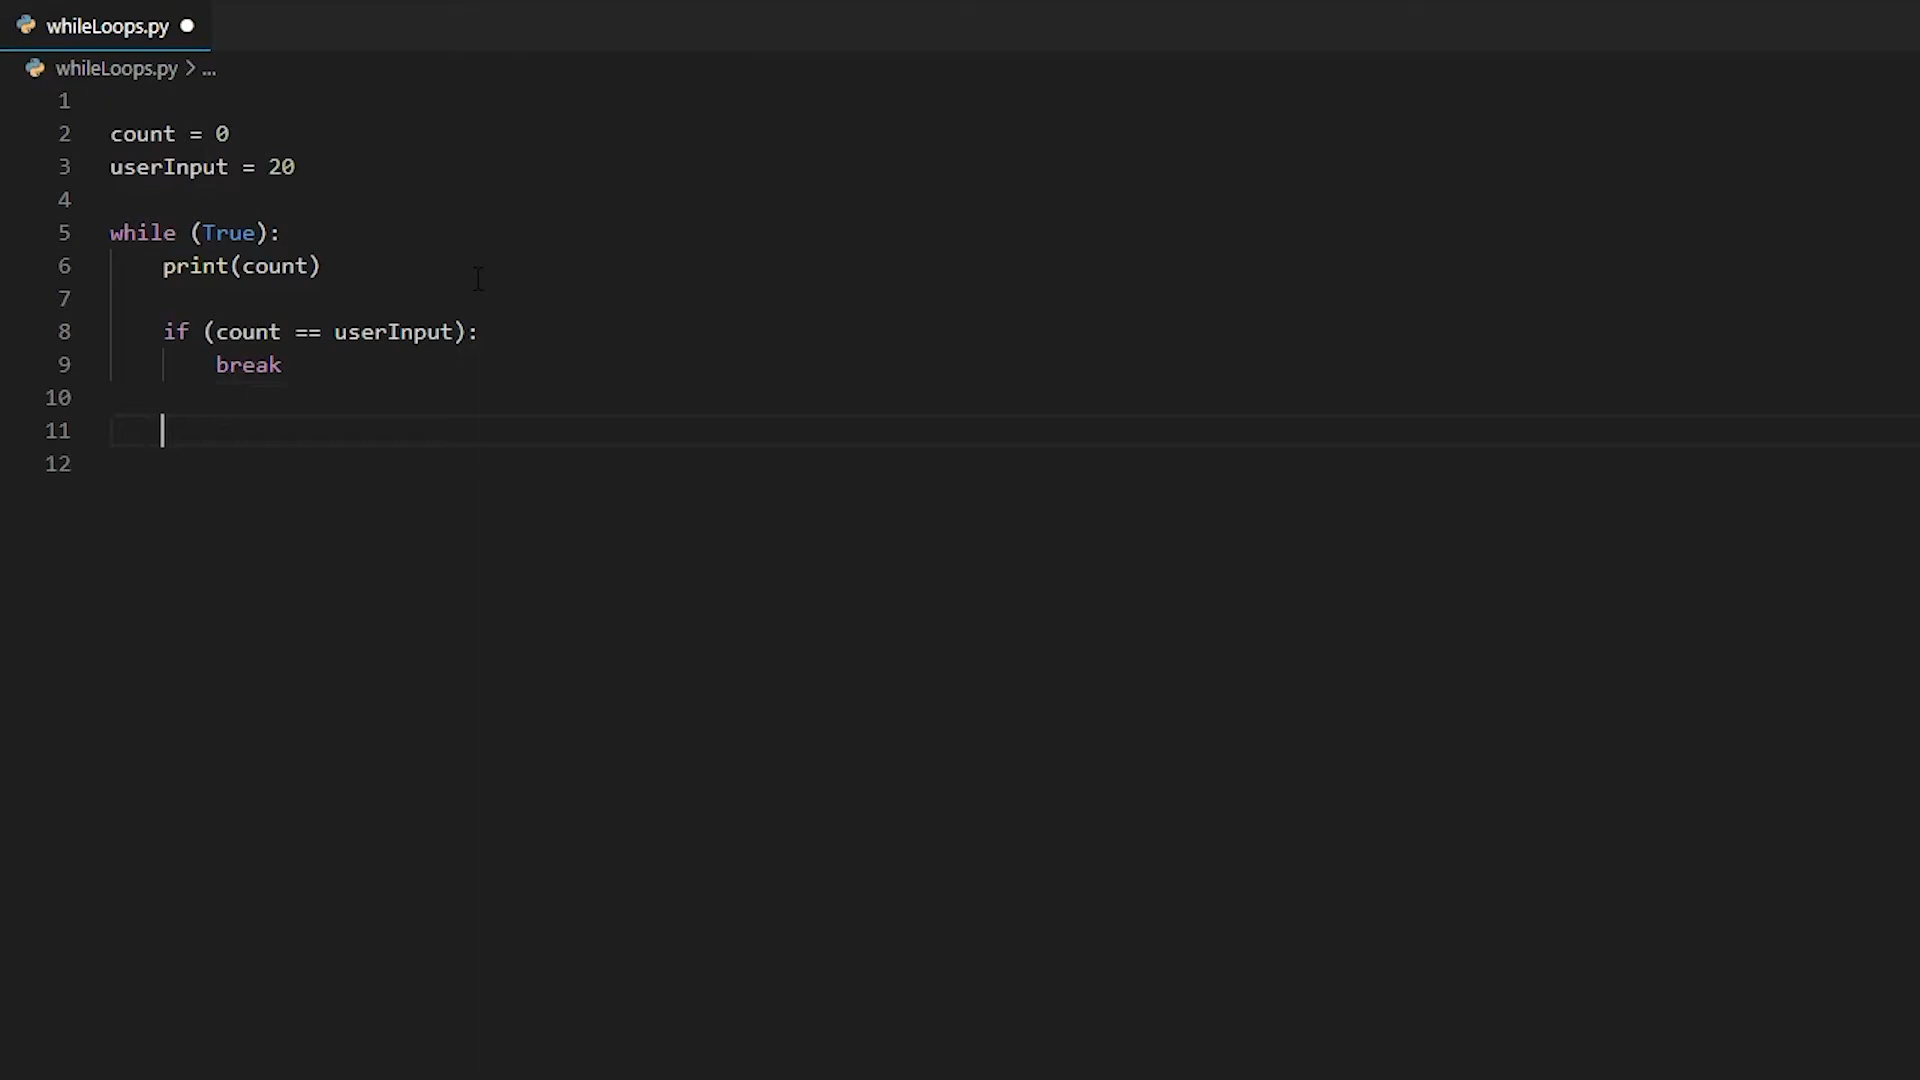 whileLoops.py
whileLoops.py > ...
1
2 count = 0
3 userInput = 20
4
5 while (True):
6     print(count)
7
8     if (count == userInput):
9         break
10
11
12